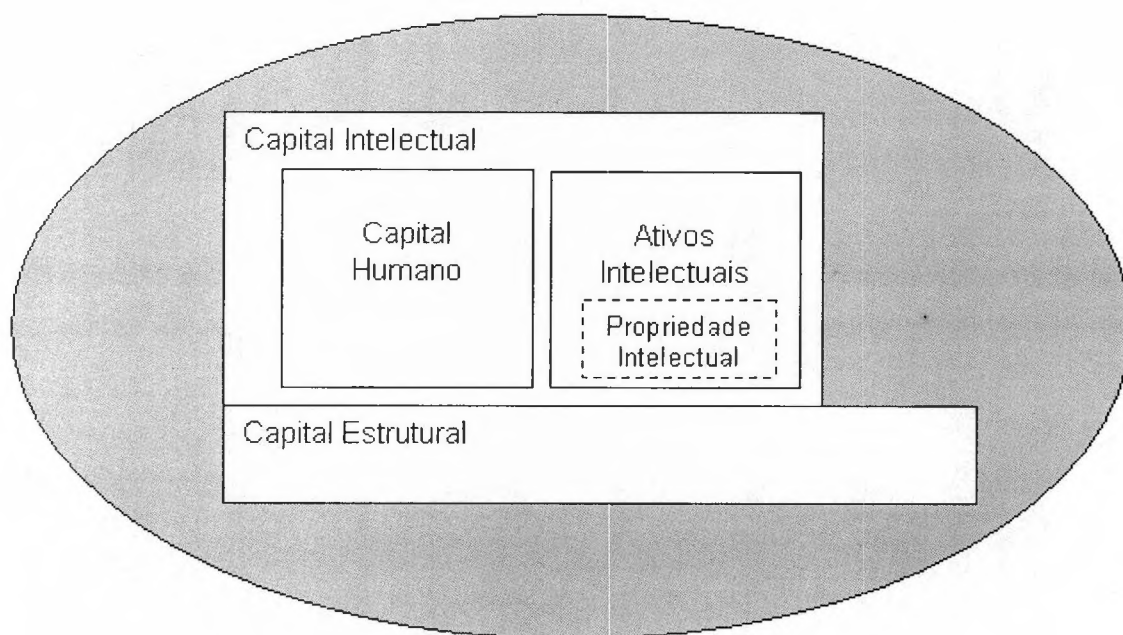 Capital Intelectual
Capital
Humano
Ativos
Intelectuais
Propriedade
Intelectual
Capital Estrutural